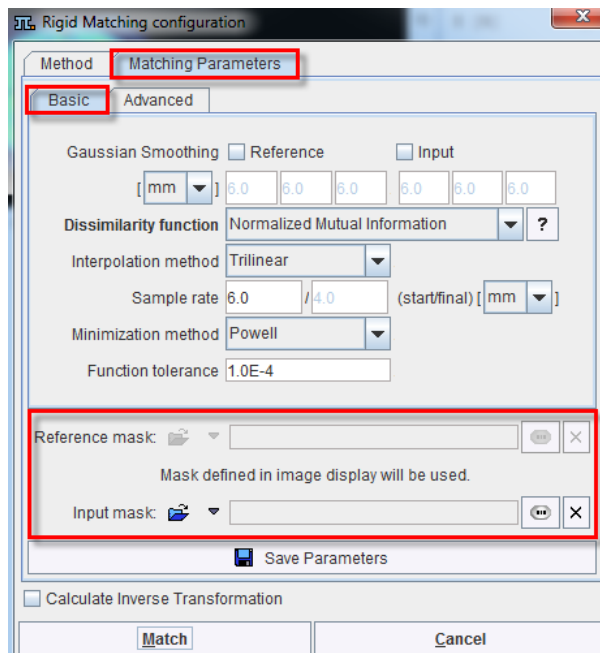 Rigid Matching configuration
Method Matching Parameters
Basic Advanced
Gaussian Smoothing Reference Input
[ mm ] 6.0 6.0 6.0 6.0 6.0 6.0
Dissimilarity function Normalized Mutual Information ?
Interpolation method Trilinear
Sample rate 6.0 / 4.0 (start/final) [ mm ]
Minimization method Powell
Function tolerance 1.0E-4
Reference mask:
Mask defined in image display will be used.
Input mask:
Save Parameters
Calculate Inverse Transformation
Match Cancel